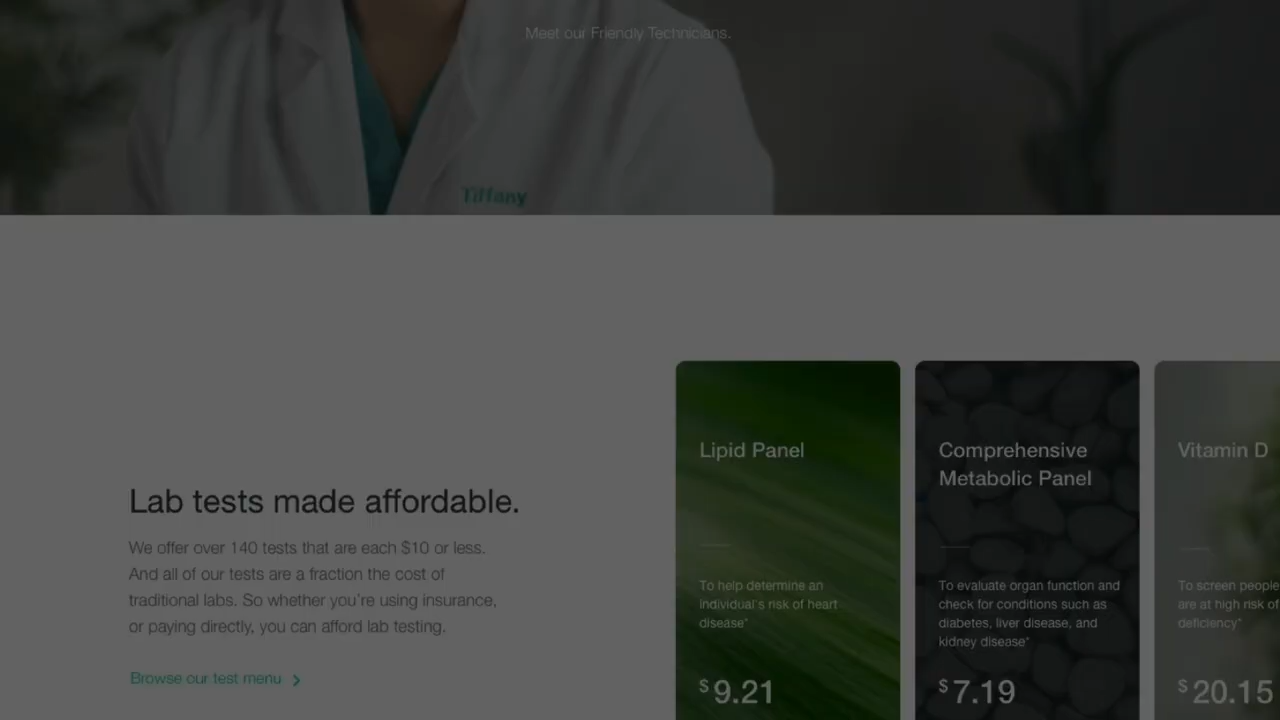 Meet our Friendly Technicians.
Tiffany
Lab tests made affordable.
We offer over 140 tests that are each $10 or less.
And all of our tests are a fraction the cost of
traditional labs. So whether you're using insurance,
or paying directly, you can afford lab testing.
Browse our test menu
Lipid Panel
To help determine an
individual's risk of heart
disease*
$9.21
Comprehensive
Metabolic Panel
To evaluate organ function and
check for conditions such as
diabetes, liver disease, and
kidney disease*
$7.19
Vitamin D
To screen people
are at high risk of
deficiency*
$20.15